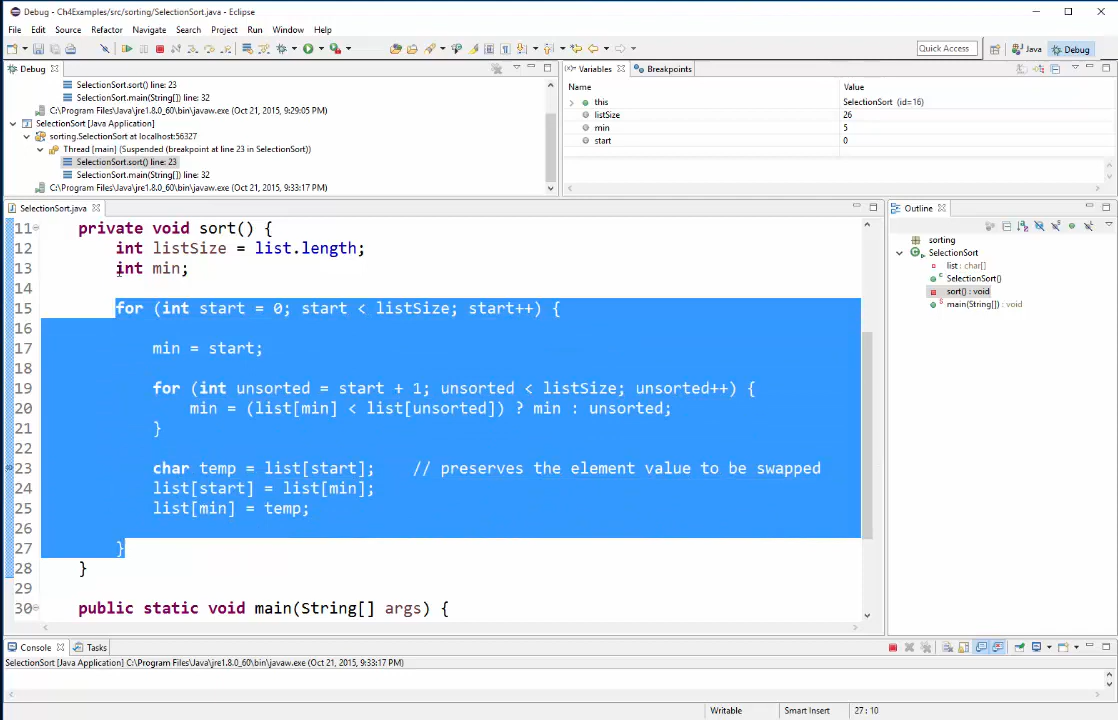 Debug - Ch4Examples/src/sorting/SelectionSort.java - Eclipse
File Edit Source Refactor Navigate Search Project Run Window Help
Quick Access Java Debug
Debug
SelectionSort.sort() line: 23
SelectionSort.main(String[]) line: 32
C:\Program Files\Java\jre1.8.0_60\bin\javaw.exe (Oct 21, 2015, 9:29:05 PM)
SelectionSort [Java Application]
sorting.SelectionSort at localhost:56327
Thread [main] (Suspended (breakpoint at line 23 in SelectionSort))
SelectionSort.sort() line: 23
SelectionSort.main(String[]) line: 32
C:\Program Files\Java\jre1.8.0_60\bin\javaw.exe (Oct 21, 2015, 9:33:17 PM)
(x)= Variables Breakpoints
Name Value
this SelectionSort (id=16)
listSize 26
min 5
start 0
SelectionSort.java
11 private void sort() {
12 int listSize = list.length;
13 int min;
14
15 for (int start = 0; start < listSize; start++) {
16
17 min = start;
18
19 for (int unsorted = start + 1; unsorted < listSize; unsorted++) {
20 min = (list[min] < list[unsorted]) ? min : unsorted;
21 }
22
23 char temp = list[start]; // preserves the element value to be swapped
24 list[start] = list[min];
25 list[min] = temp;
26
27 }
28 }
29
30 public static void main(String[] args) {
Outline
sorting
SelectionSort
list : char[]
SelectionSort()
sort() : void
main(String[]) : void
Console Tasks
SelectionSort [Java Application] C:\Program Files\Java\jre1.8.0_60\bin\javaw.exe (Oct 21, 2015, 9:33:17 PM)
Writable Smart Insert 27 : 10